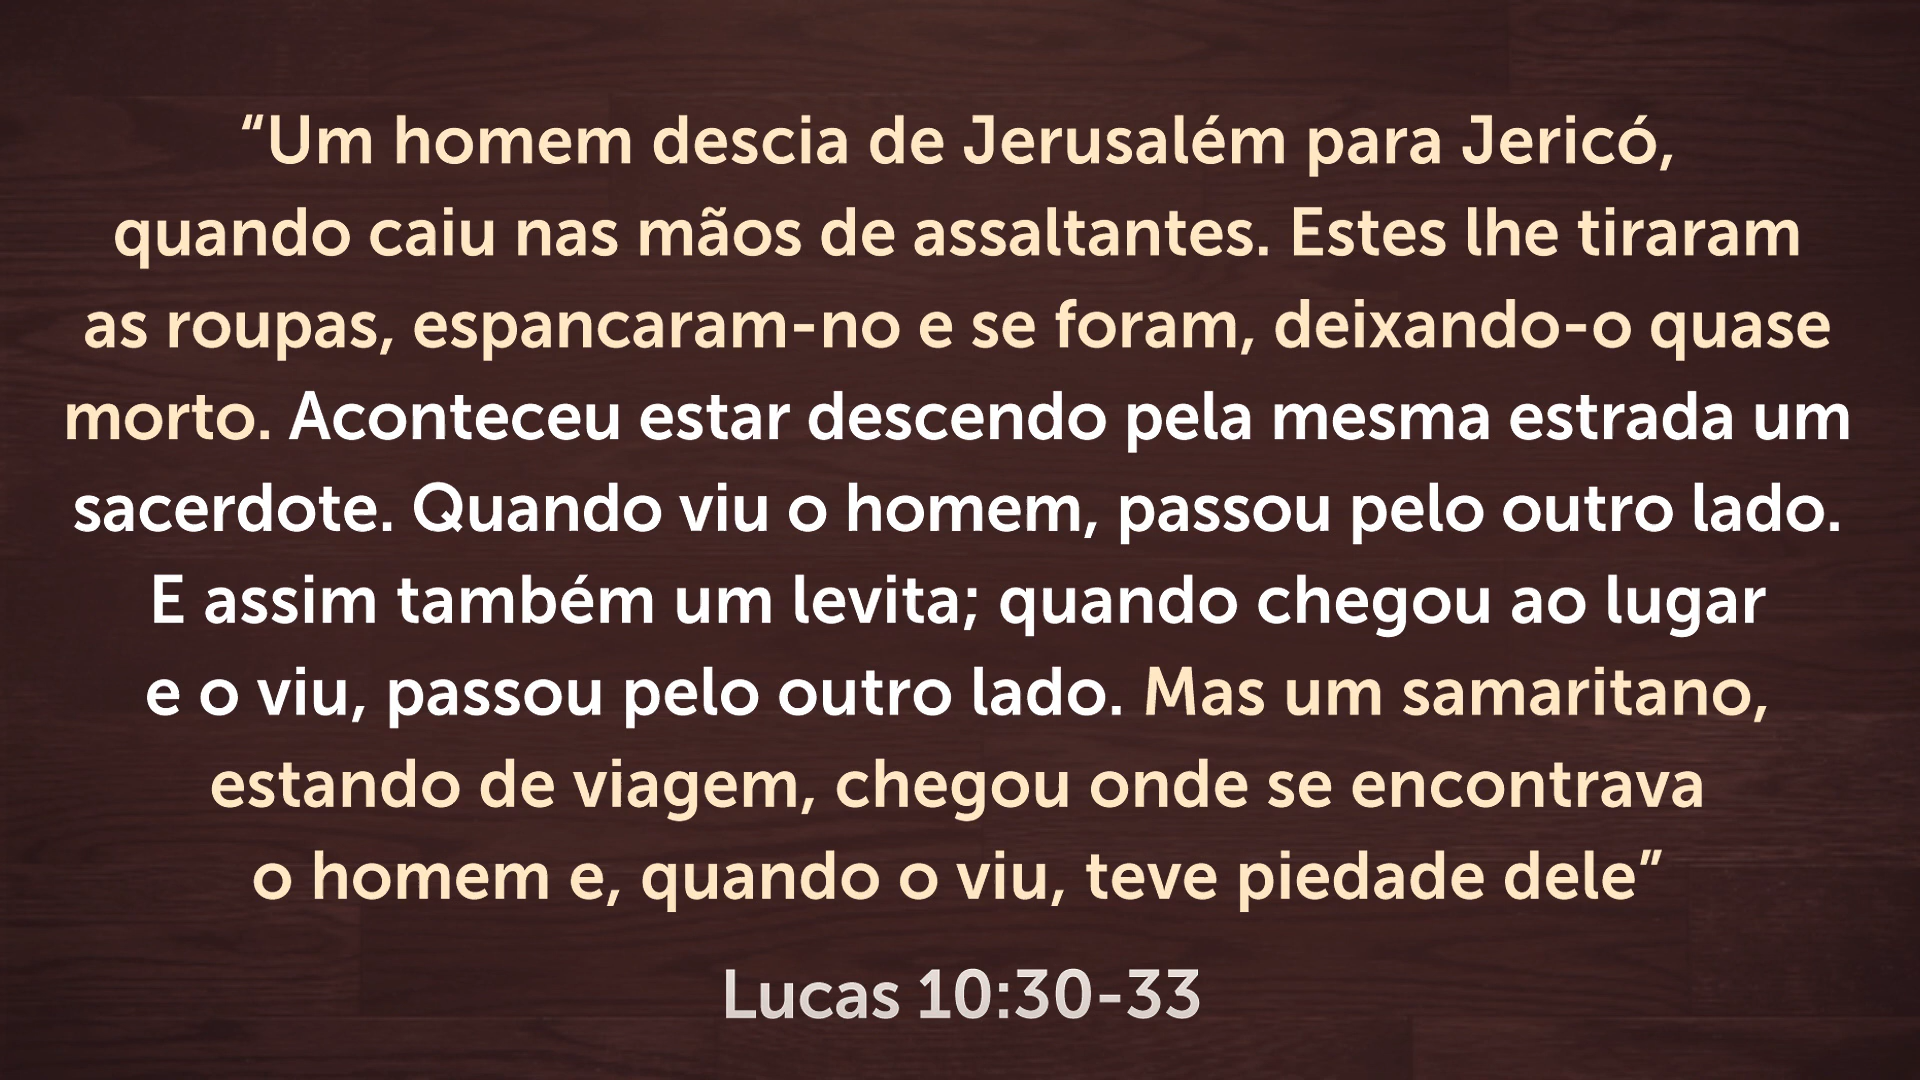 “Um homem descia de Jerusalém para Jericó,
quando caiu nas mãos de assaltantes. Estes lhe tiraram
as roupas, espancaram-no e se foram, deixando-o quase
morto. Aconteceu estar descendo pela mesma estrada um
sacerdote. Quando viu o homem, passou pelo outro lado.
E assim também um levita; quando chegou ao lugar
e o viu, passou pelo outro lado. Mas um samaritano,
estando de viagem, chegou onde se encontrava
o homem e, quando o viu, teve piedade dele”
Lucas 10:30-33